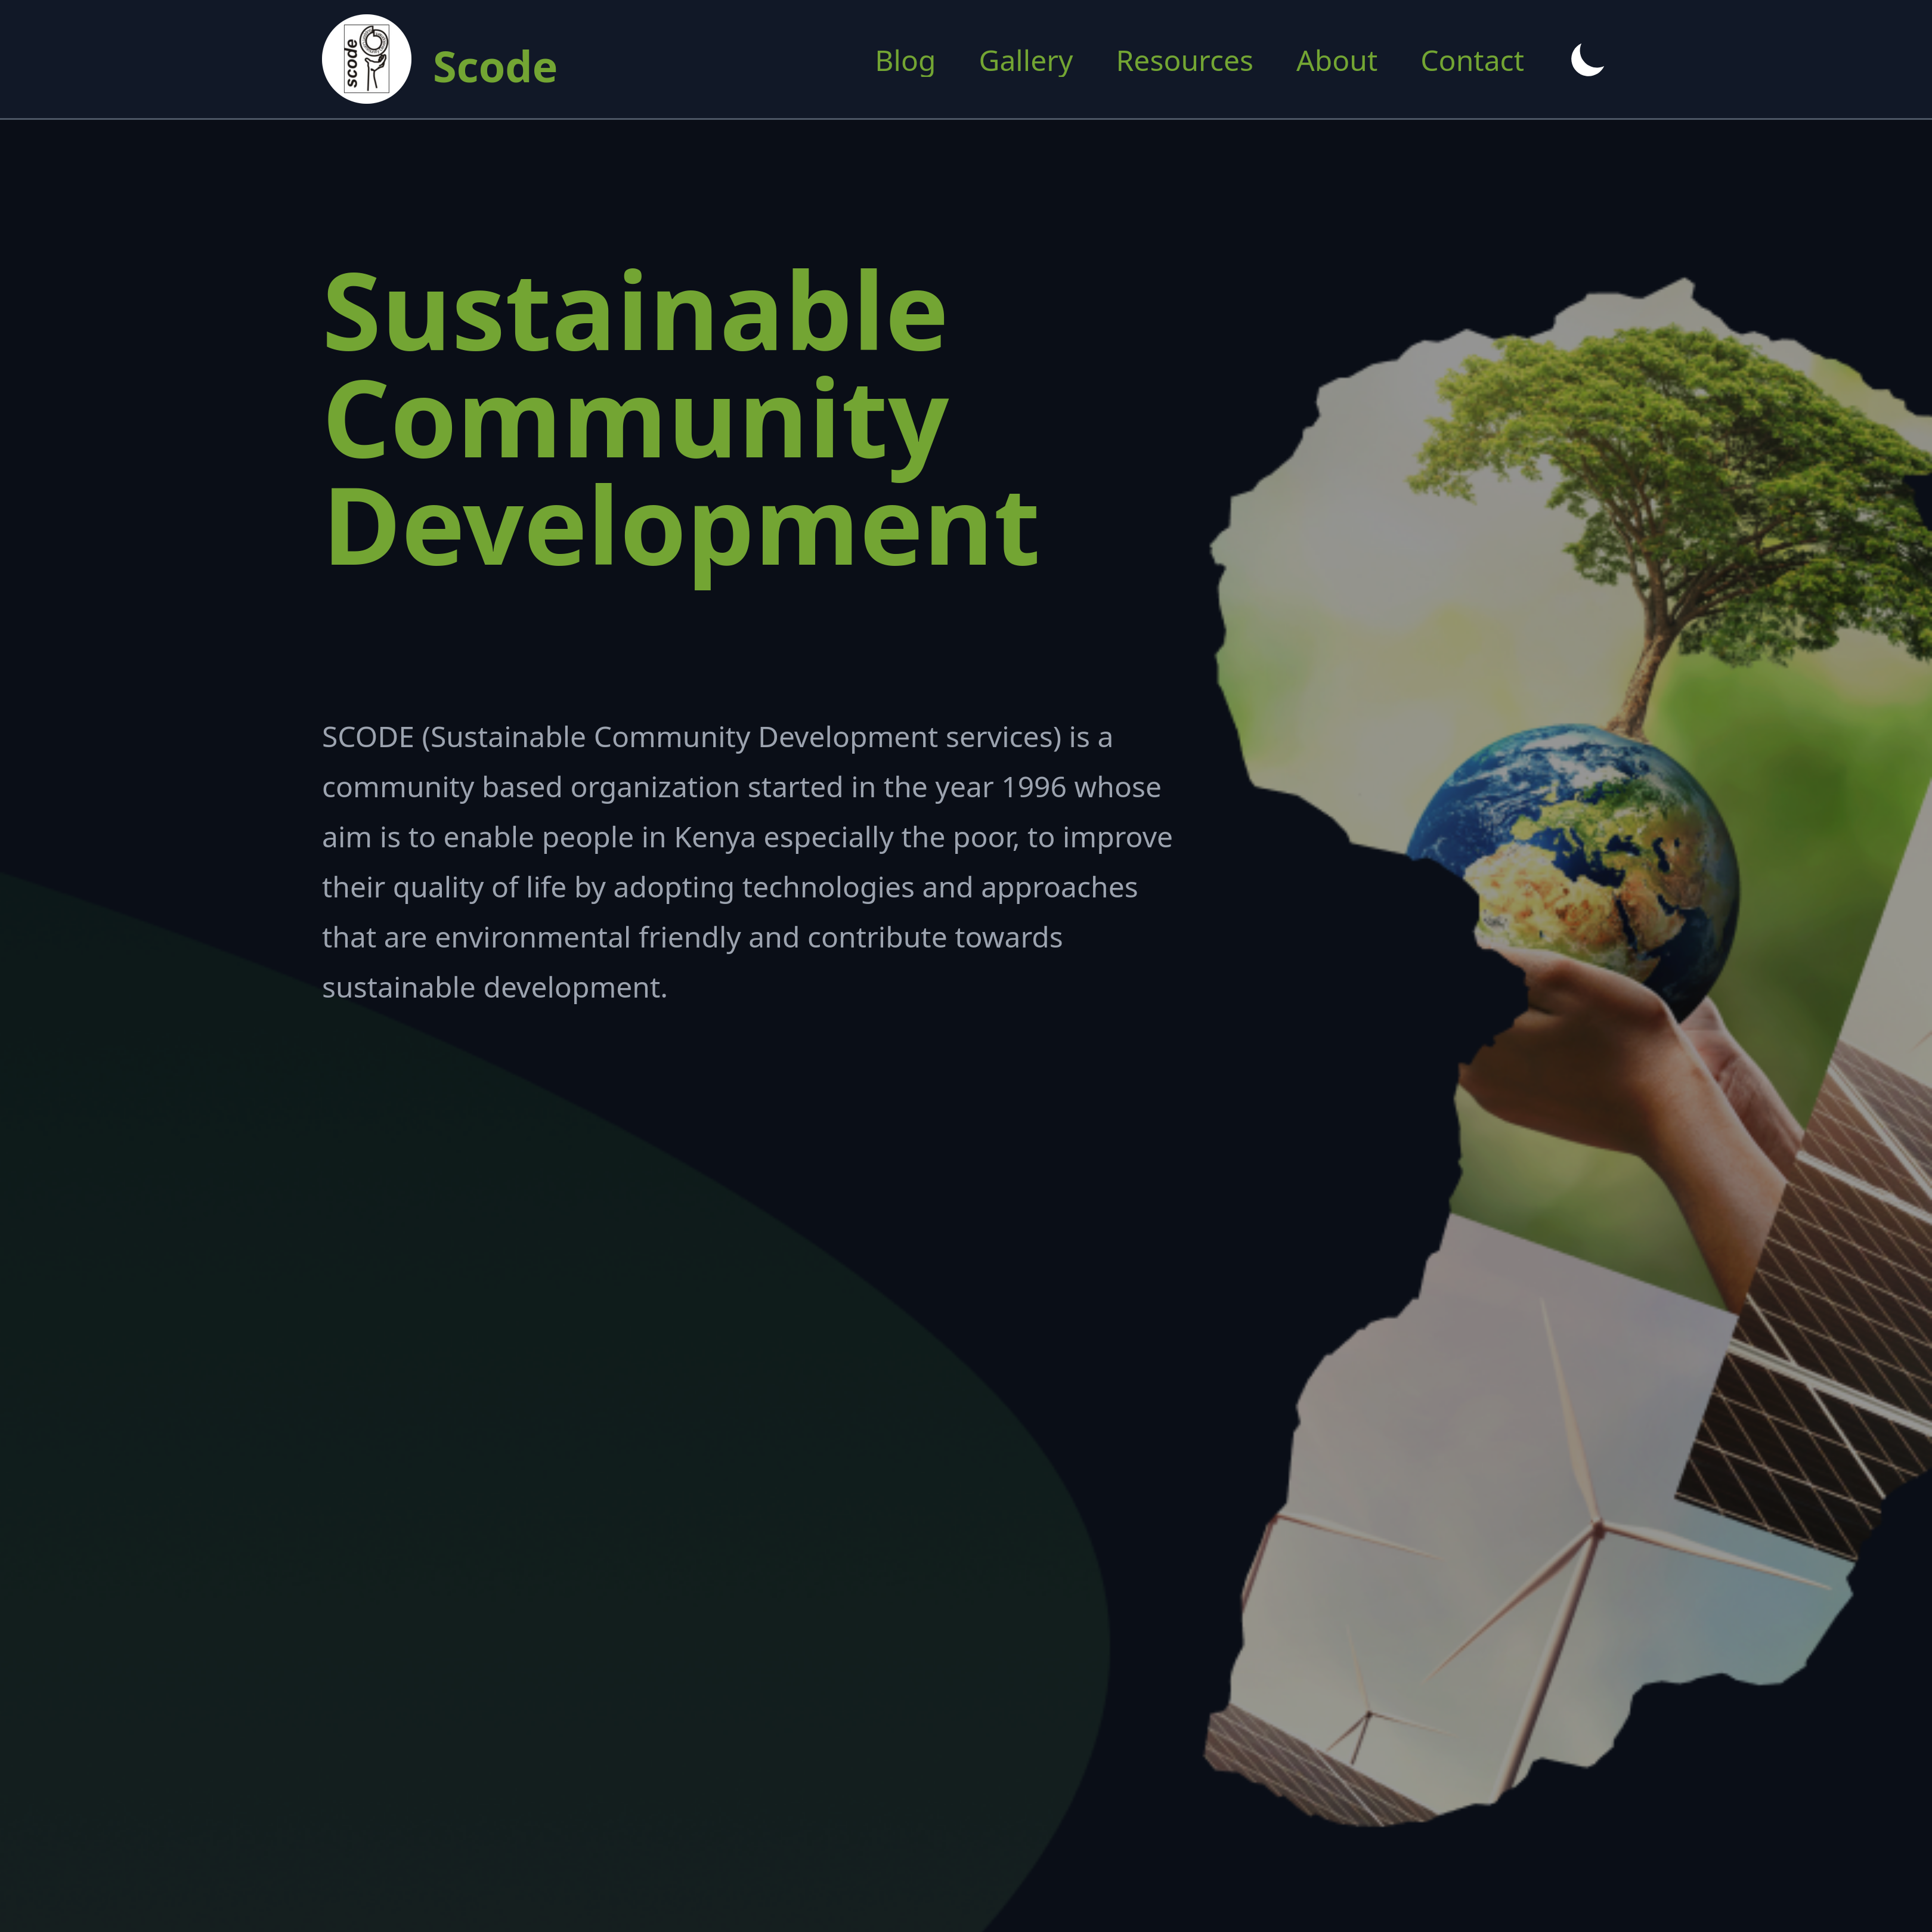 scode
Scode
Blog
Gallery
Resources
About
Contact
Sustainable
Community
Development
SCODE (Sustainable Community Development services) is a
community based organization started in the year 1996 whose
aim is to enable people in Kenya especially the poor, to improve
their quality of life by adopting technologies and approaches
that are environmental friendly and contribute towards
sustainable development.